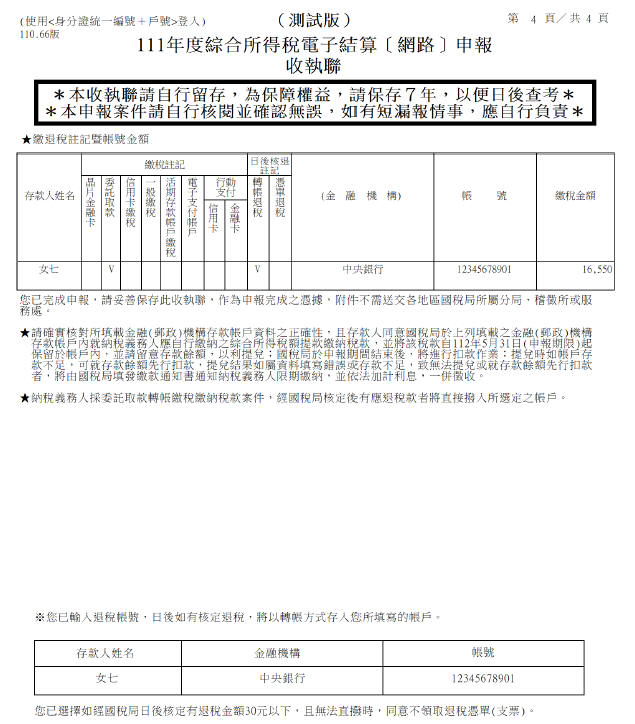 (使用<身分證統一編號＋戶號>登入)
110.66版
（測試版）
第 4 頁／共 4 頁
111年度綜合所得稅電子結算〔網路〕申報
收執聯
＊本收執聯請自行留存，為保障權益，請保存７年，以便日後查考＊
＊本申報案件請自行核閱並確認無誤，如有短漏報情事，應自行負責＊
★繳退稅註記暨帳號金額
存款人姓名
繳稅註記
晶片金融卡
委託取款
信用卡繳稅
一般繳稅
活期存款帳戶繳稅
電子支付帳戶
行動支付
信用卡
金融卡
日後核退註記
轉帳退稅
憑單退稅
(金 融 機 構)
帳 號
繳稅金額
女七 V V 中央銀行 12345678901 16,550
您已完成申報，請妥善保存此收執聯，作為申報完成之憑據，附件不需送交各地區國稅局所屬分局、稽徵所或服
務處。
★請確實核對所填載金融(郵政)機構存款帳戶資料之正確性，且存款人同意國稅局於上列填載之金融(郵政)機構
存款帳戶內就納稅義務人應自行繳納之綜合所得稅額提款繳納稅款，並將該稅款自112年5月31日(申報期限)起
保留於帳戶內，並請留意存款餘額，以利提兌；國稅局於申報期間結束後，將進行扣款作業；提兌時如帳戶存
款不足，可就存款餘額先行扣款，提兌結果如屬資料填寫錯誤或存款不足，致無法提兌或就存款餘額先行扣款
者，將由國稅局填發繳款通知書通知納稅義務人限期繳納，並依法加計利息，一併徵收。
★納稅義務人採委託取款轉帳繳稅繳納稅款案件，經國稅局核定後有應退稅款者將直接撥入所選定之帳戶。
※您已輸入退稅帳號，日後如有核定退稅，將以轉帳方式存入您所填寫的帳戶。
存款人姓名 金融機構 帳號
女七 中央銀行 12345678901
您已選擇如經國稅局日後核定有退稅金額30元以下，且無法直撥時，同意不領取退稅憑單(支票)。